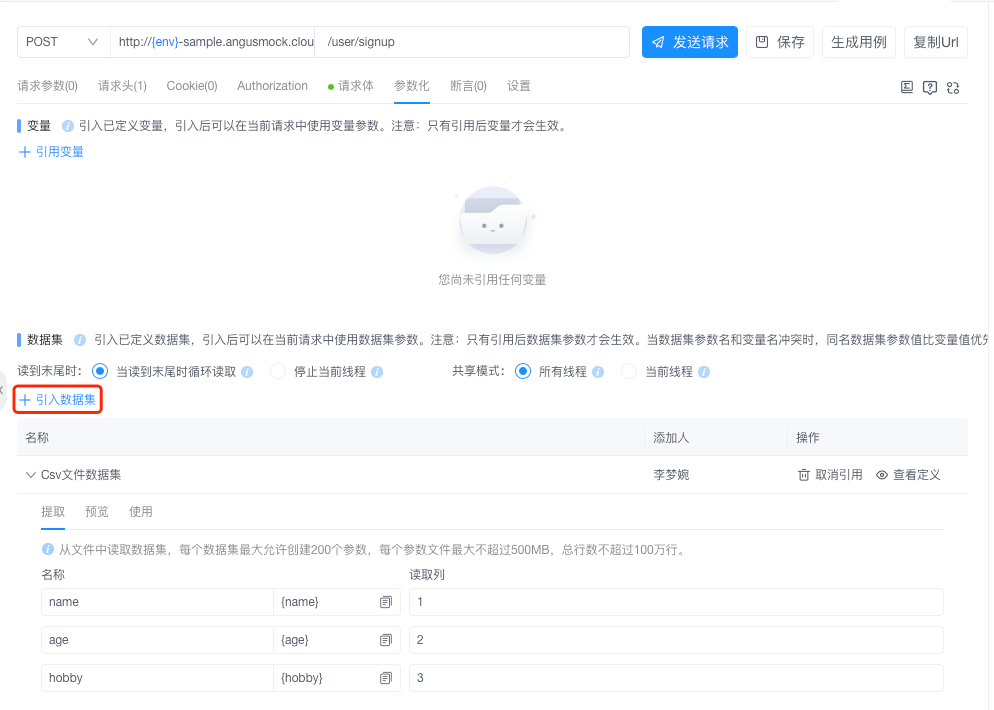 POST http://{env}-sample.angusmock.clou /user/signup 发送请求 保存 生成用例 复制Url
请求参数(0) 请求头(1) Cookie(0) Authorization 请求体 参数化 断言(0) 设置
变量 引入已定义变量，引入后可以在当前请求中使用变量参数。注意：只有引用后变量才会生效。
引用变量
您尚未引用任何变量
数据集 引入已定义数据集，引入后可以在当前请求中使用数据集参数。注意：只有引用后数据集参数才会生效。当数据集参数名和变量名冲突时，同名数据集参数值比变量值优先
读到末尾时: 当读到末尾时循环读取 停止当前线程 共享模式: 所有线程 当前线程
引入数据集
名称 添加人 操作
Csv文件数据集 李梦婉 取消引用 查看定义
提取 预览 使用
从文件中读取数据集，每个数据集最大允许创建200个参数，每个参数文件最大不超过500MB，总行数不超过100万行。
名称 读取列
name {name} 1
age {age} 2
hobby {hobby} 3